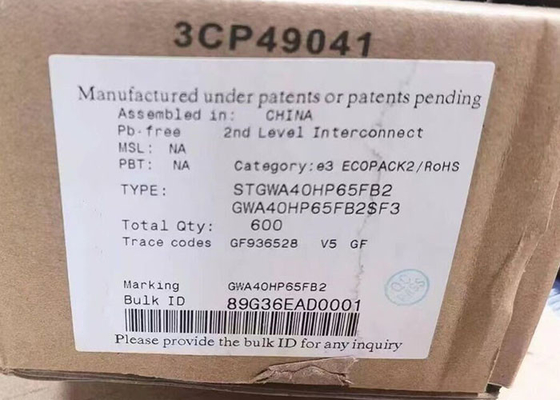 3CP49041
Manufactured under patents or patents pending
Assembled in: CHINA
Pb-free 2nd Level Interconnect
MSL: NA
PBT: NA Category:e3 ECOPACK2/RoHS
TYPE: STGWA40HP65FB2
GWA40HP65FB2$F3
Total Qty: 600
Trace codes GF936528 V5 GF
Marking GWA40HP65FB2
Bulk ID 89G36EAD0001
Please provide the bulk ID for any inquiry